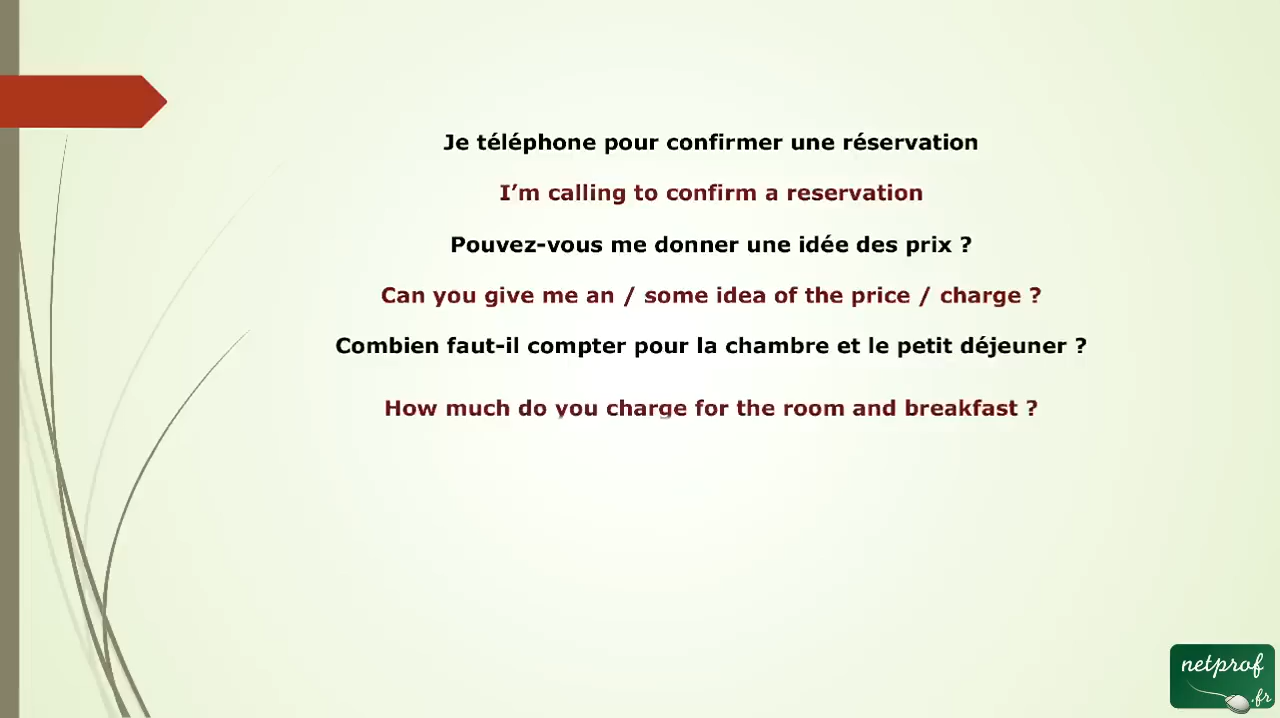 Je téléphone pour confirmer une réservation
I’m calling to confirm a reservation
Pouvez-vous me donner une idée des prix ?
Can you give me an / some idea of the price / charge ?
Combien faut-il compter pour la chambre et le petit déjeuner ?
How much do you charge for the room and breakfast ?
netprof
.fr